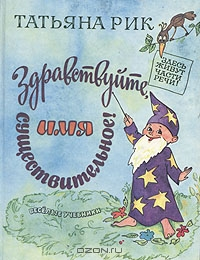 ТАТЬЯНА РИК
Здравствуйте,
имя
существительное!
ЗДЕСЬ
ЖИВУТ
ЧАСТИ
РЕЧИ!
ВЕСЁЛЫЕ УЧЕБНИКИ
ozon.ru